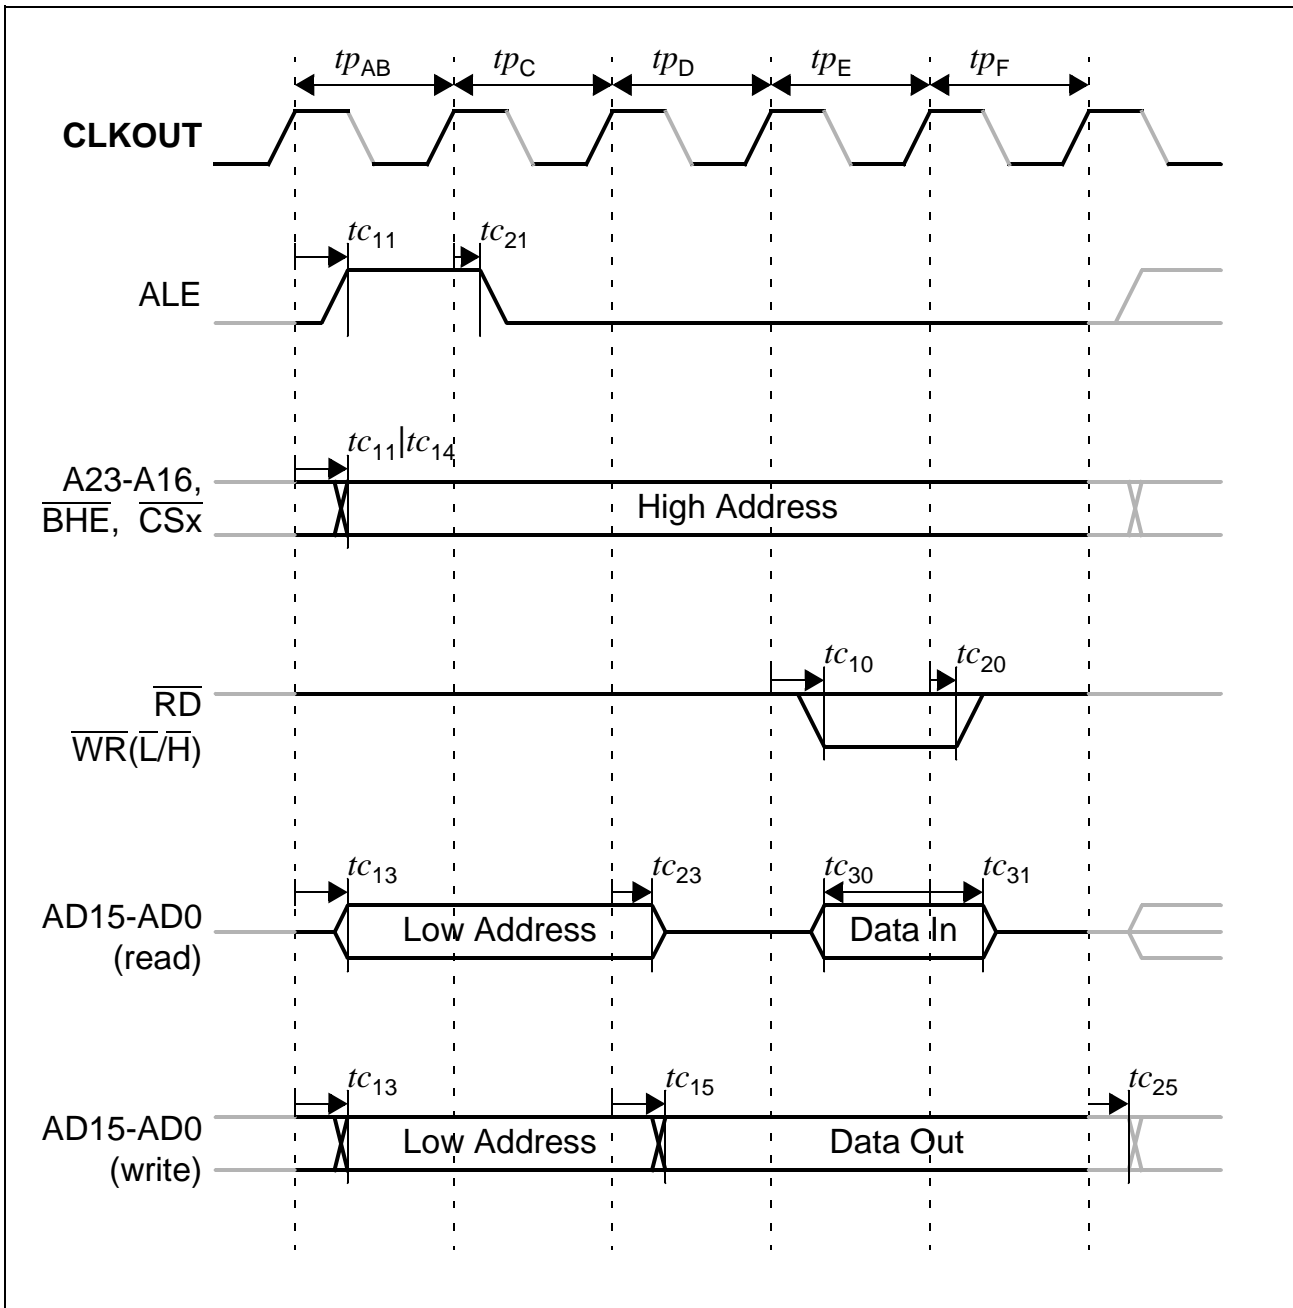 tpAB tpC tpD tpE tpF
CLKOUT
tc11 tc21
ALE
tc11|tc14
A23-A16,
BHE, CSx
High Address
tc10 tc20
RD
WR(L/H)
tc13 tc23 tc30 tc31
AD15-AD0
(read)
Low Address Data In
tc13 tc15 tc25
AD15-AD0
(write)
Low Address Data Out